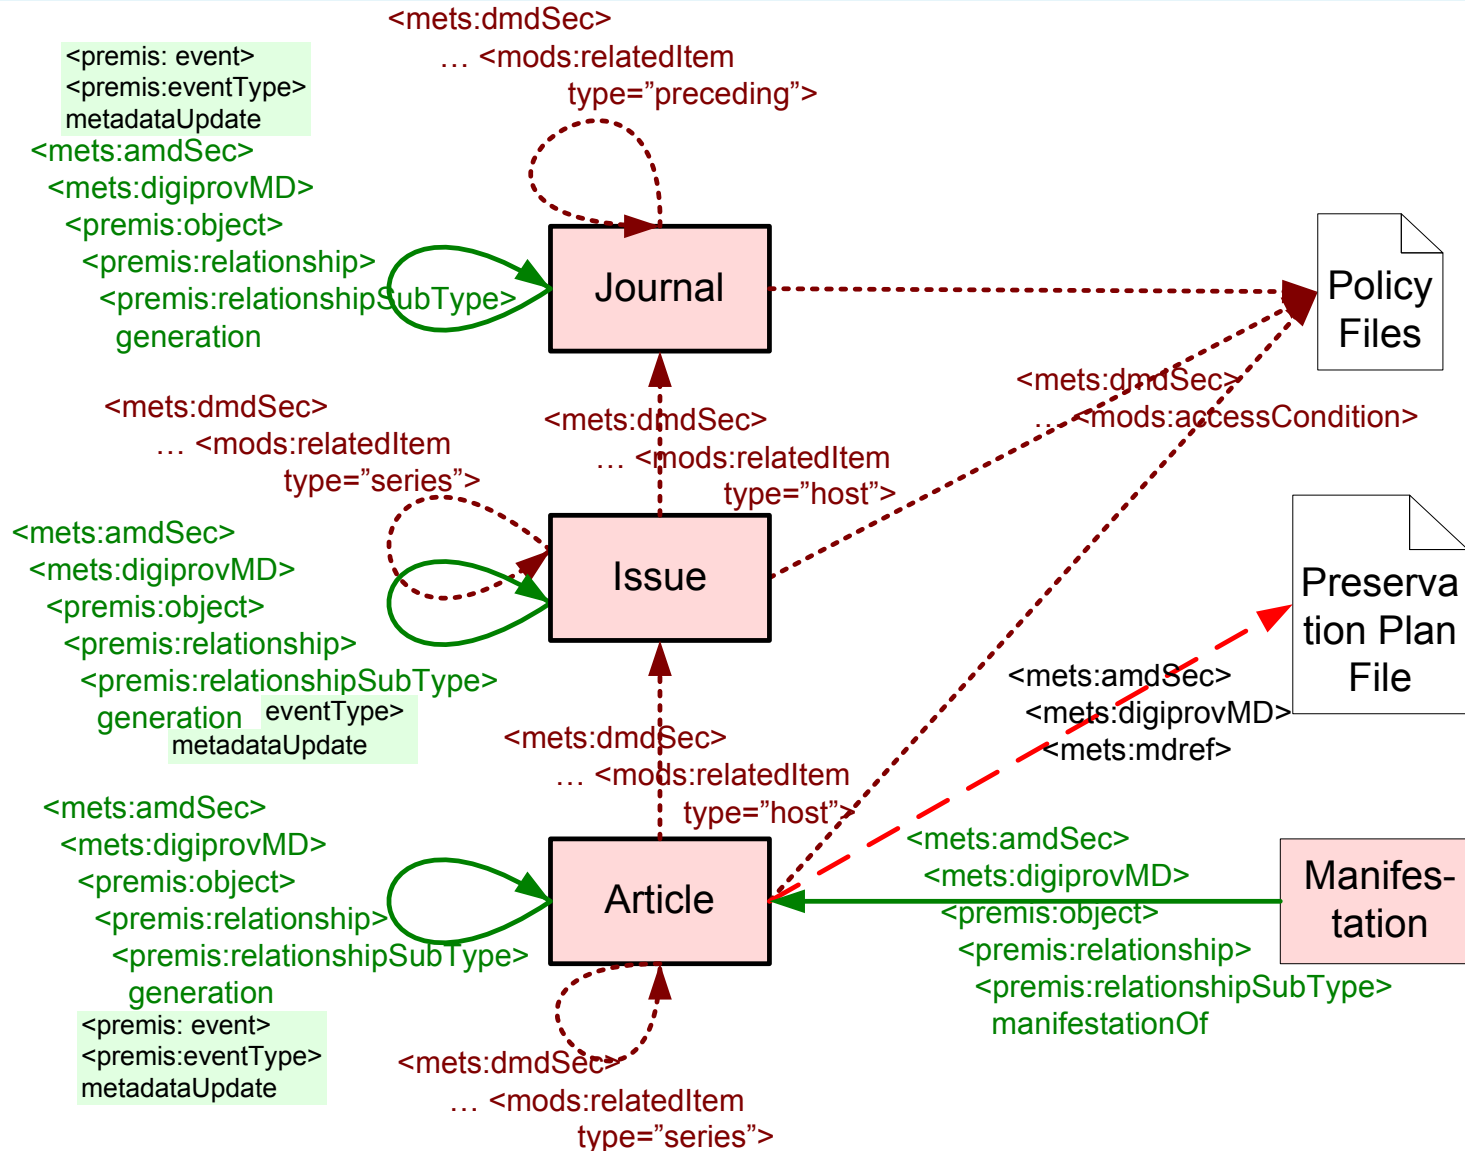 <mets:dmdSec>
… <mods:relatedItem
type=”preceding”>
<premis: event>
<premis:eventType>
metadataUpdate
<mets:amdSec>
<mets:digiprovMD>
<premis:object>
<premis:relationship>
<premis:relationshipSubType>
generation
Journal
Policy
Files
<mets:dmdSec>
… <mods:relatedItem
type=”series”>
<mets:dmdSec>
… <mods:relatedItem
type=”host”>
<mets:dmdSec>
… <mods:accessCondition>
<mets:amdSec>
<mets:digiprovMD>
<premis:object>
<premis:relationship>
<premis:relationshipSubType>
generation
eventType>
metadataUpdate
Issue
Preserva
tion Plan
File
<mets:amdSec>
<mets:digiprovMD>
<mets:mdref>
<mets:dmdSec>
… <mods:relatedItem
type=”host”>
<mets:amdSec>
<mets:digiprovMD>
<premis:object>
<premis:relationship>
<premis:relationshipSubType>
generation
<premis: event>
<premis:eventType>
metadataUpdate
Article
<mets:amdSec>
<mets:digiprovMD>
<premis:object>
<premis:relationship>
<premis:relationshipSubType>
manifestationOf
Manifes-
tation
<mets:dmdSec>
… <mods:relatedItem
type=”series”>